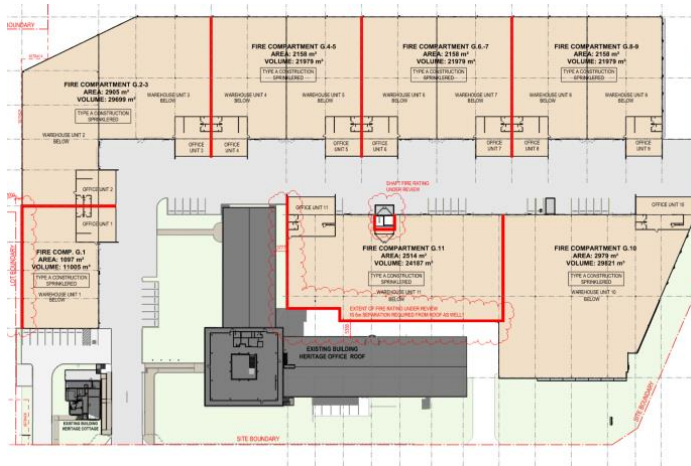 BOUNDARY
FIRE COMPARTMENT G.4-5
AREA: 2158 m²
VOLUME: 21979 m³
TYPE A CONSTRUCTION
SPRINKLERED
FIRE COMPARTMENT G.6.-7
AREA: 2158 m²
VOLUME: 21979 m³
TYPE A CONSTRUCTION
SPRINKLERED
FIRE COMPARTMENT G.8-9
AREA: 2158 m²
VOLUME: 21979 m³
TYPE A CONSTRUCTION
SPRINKLERED
FIRE COMPARTMENT G.2-3
AREA: 2905 m²
VOLUME: 29699 m³
TYPE A CONSTRUCTION
SPRINKLERED
WAREHOUSE UNIT 3
BELOW
WAREHOUSE UNIT 4
BELOW
WAREHOUSE UNIT 5
BELOW
WAREHOUSE UNIT 6
BELOW
WAREHOUSE UNIT 7
BELOW
WAREHOUSE UNIT 8
BELOW
WAREHOUSE UNIT 2
BELOW
OFFICE
UNIT 3
OFFICE
UNIT 4
OFFICE
UNIT 5
OFFICE
UNIT 6
OFFICE
UNIT 7
OFFICE
UNIT 8
OFFICE
UNIT 9
OFFICE UNIT 2
OFFICE UNIT 1
SHAFT FIRE RATING
UNDER REVIEW
OFFICE UNIT 11
OFFICE UNIT 10
LOT BOUNDARY
FIRE COMP. G.1
AREA: 1097 m²
VOLUME: 11005 m³
TYPE A CONSTRUCTION
SPRINKLERED
WAREHOUSE UNIT 1
BELOW
FIRE COMPARTMENT G.11
AREA: 2514 m²
VOLUME: 24187 m³
TYPE A CONSTRUCTION
SPRINKLERED
WAREHOUSE UNIT 11
BELOW
FIRE COMPARTMENT G.10
AREA: 2979 m²
VOLUME: 29821 m³
TYPE A CONSTRUCTION
SPRINKLERED
WAREHOUSE UNIT 10
BELOW
EXTENT OF FIRE RATING UNDER REVIEW
SEPARATION REQUIRED FROM ROOF AS WELL
EXISTING BUILDING
HERITAGE OFFICE ROOF
EXISTING BUILDING
HERITAGE COTTAGE
SITE BOUNDARY
SITE BOUNDARY